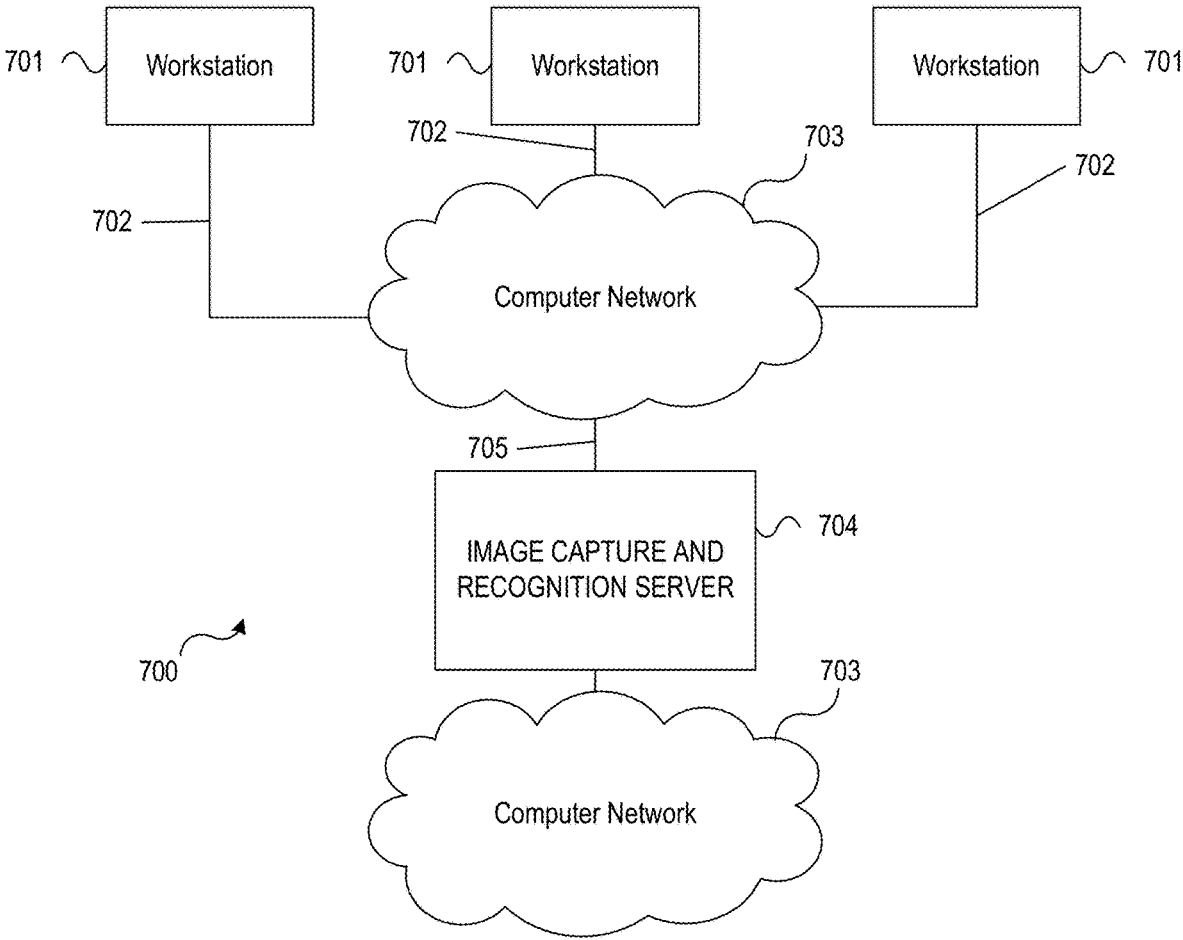 701 Workstation
701 Workstation
Workstation 701
702
703
702
702
Computer Network
705
IMAGE CAPTURE AND
RECOGNITION SERVER
704
700
703
Computer Network